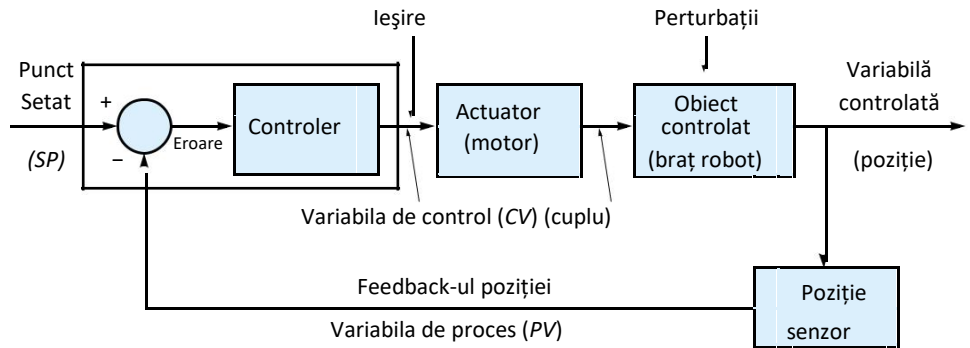 Ieşire
Perturbații
Punct
Setat
+
−
(SP)
Eroare
Controler
Actuator
(motor)
Obiect
controlat
(braț robot)
Variabilă
controlată
(poziție)
Variabila de control (CV) (cuplu)
Feedback-ul poziției
Variabila de proces (PV)
Poziție
senzor